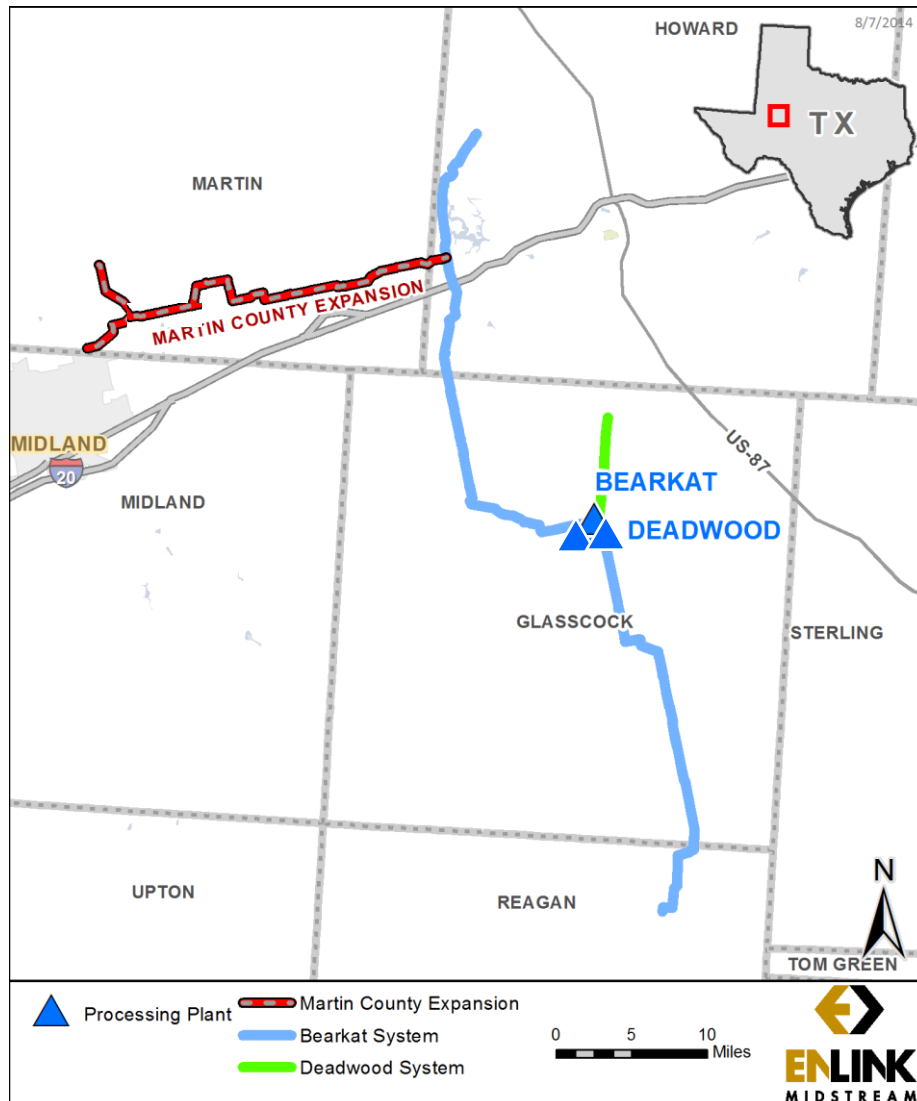 8/7/2014
HOWARD
TX
MARTIN
MARTIN COUNTY EXPANSION
MIDLAND
20
MIDLAND
US-87
BEARKAT
DEADWOOD
GLASSCOCK
STERLING
UPTON
REAGAN
N
TOM GREEN
Processing Plant
Martin County Expansion
Bearkat System
Deadwood System
0 5 10
Miles
ENLINK
MIDSTREAM